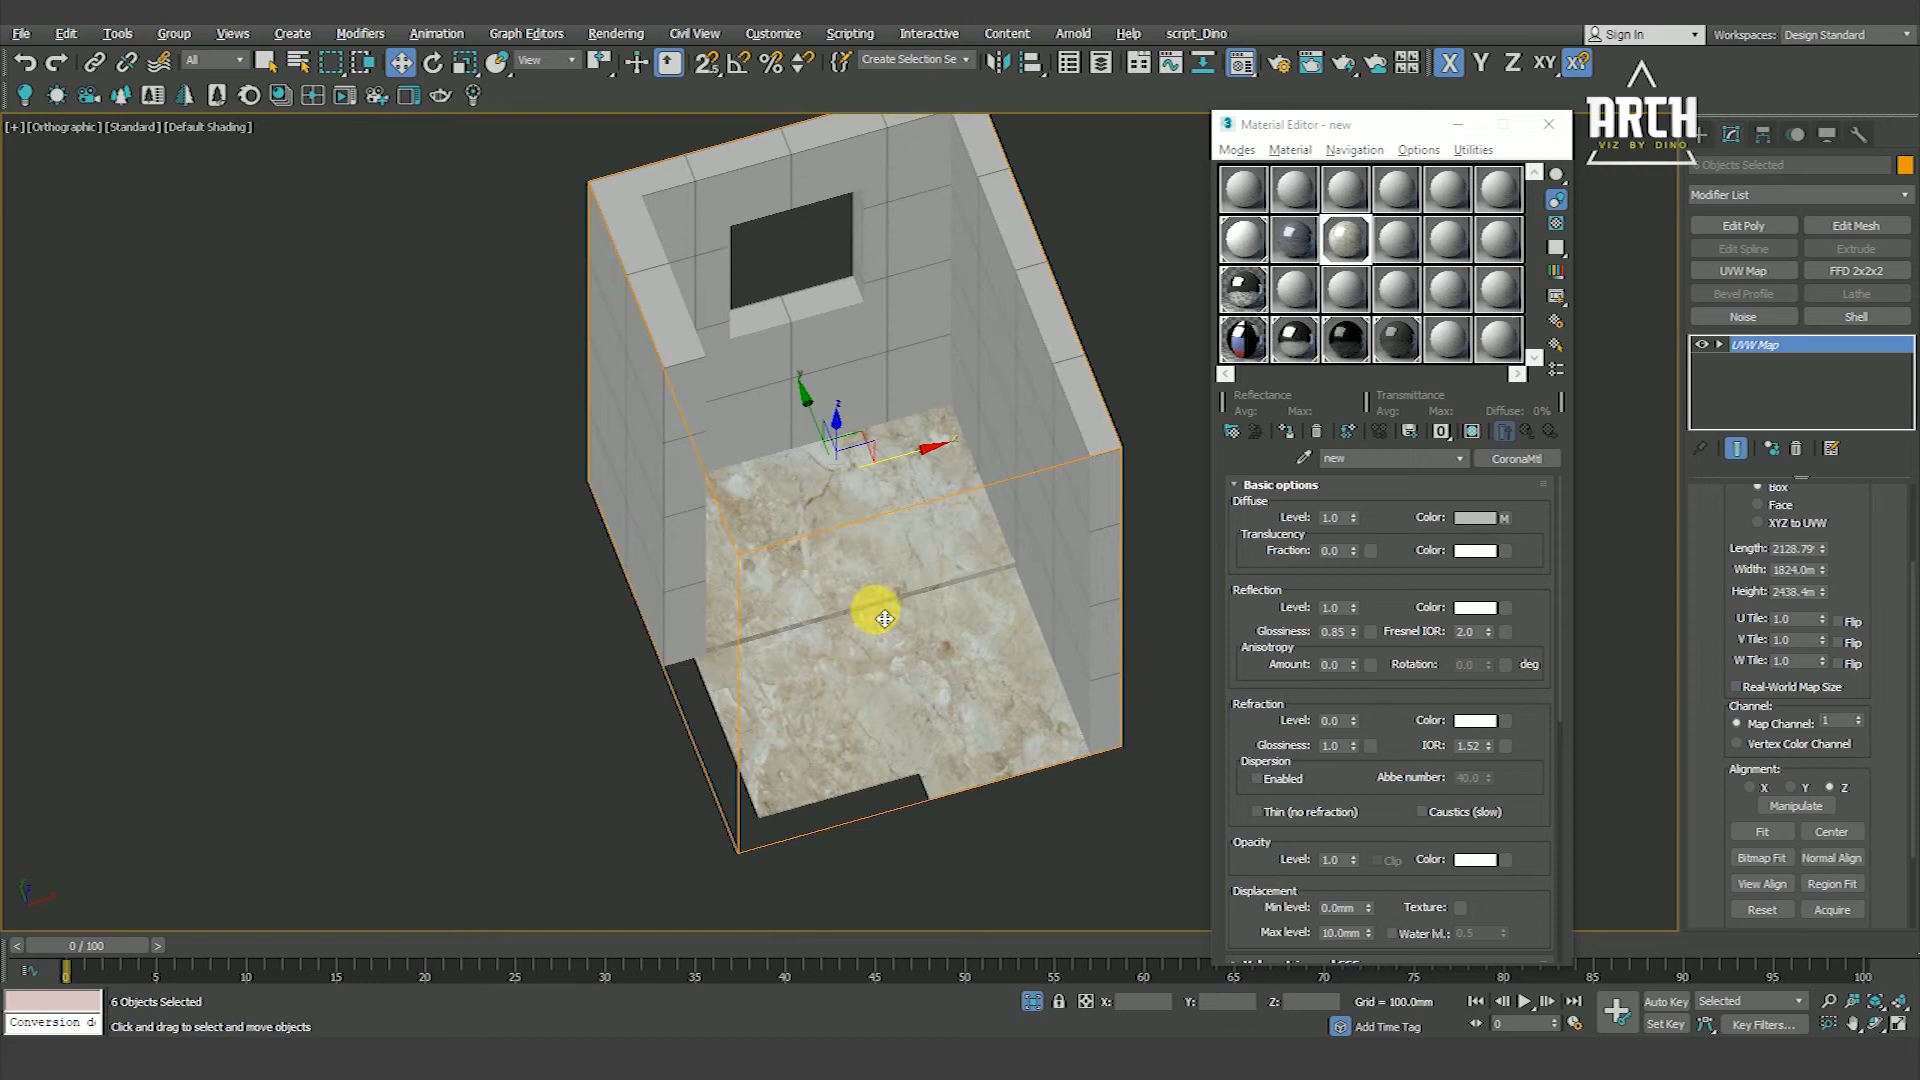 File Edit Tools Group Views Create Modifiers Animation Graph Editors Rendering Civil View Customize Scripting Interactive Content Arnold Help script_Dino
Sign In Workspaces: Design Standard
All View Create Selection Se X Y Z XY XY
[+] [Orthographic] [Standard] [Default Shading]
ARCH
VIZ BY DINO
3 Material Editor - new
Modes Material Navigation Options Utilities
Reflectance Transmittance
Avg: Max: Avg: Max: Diffuse: 0%
new CoronaMtl
Basic options
Diffuse
Level: 1.0 Color: M
Translucency
Fraction: 0.0 Color:
Reflection
Level: 1.0 Color:
Glossiness: 0.85 Fresnel IOR: 2.0
Anisotropy
Amount: 0.0 Rotation: 0.0 deg
Refraction
Level: 0.0 Color:
Glossiness: 1.0 IOR: 1.52
Dispersion
Enabled Abbe number: 40.0
Thin (no refraction) Caustics (slow)
Opacity
Level: 1.0 Clip Color:
Displacement
Min level: 0.0mm Texture:
Max level: 10.0mm Water lvl.: 0.5
6 Objects Selected
Modifier List
Edit Poly Edit Mesh
Edit Spline Extrude
UVW Map FFD 2x2x2
Bevel Profile Lathe
Noise Shell
UVW Map
Box
Face
XYZ to UVW
Length: 2128.79
Width: 1824.0m
Height: 2438.4m
U Tile: 1.0 Flip
V Tile: 1.0 Flip
W Tile: 1.0 Flip
Real-World Map Size
Channel:
Map Channel: 1
Vertex Color Channel
Alignment:
X Y Z
Manipulate
Fit Center
Bitmap Fit Normal Align
View Align Region Fit
Reset Acquire
< 0 / 100 >
0 5 10 15 20 25 30 35 40 45 50 55 60 65 70 75 80 85 90 95 100
6 Objects Selected X: Y: Z: Grid = 100.0mm Auto Key Selected
Conversion d Click and drag to select and move objects Add Time Tag 0 Set Key Key Filters...